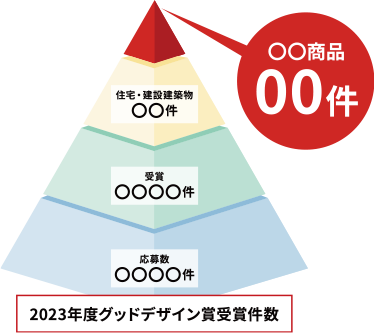 〇〇商品
00件
住宅・建設建築物
〇〇件
受賞
〇〇〇〇件
応募数
〇〇〇〇件
2023年度グッドデザイン賞受賞件数